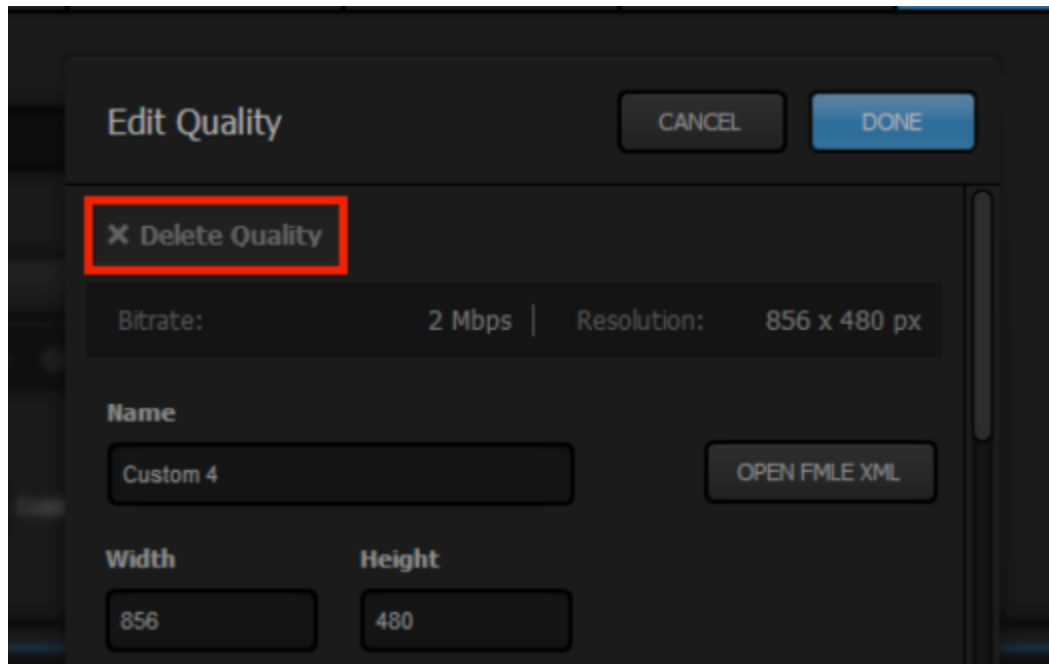 Edit Quality
CANCEL
DONE
× Delete Quality
Bitrate: 2 Mbps | Resolution: 856 x 480 px
Name
Custom 4
OPEN FMLE XML
Width Height
856 480